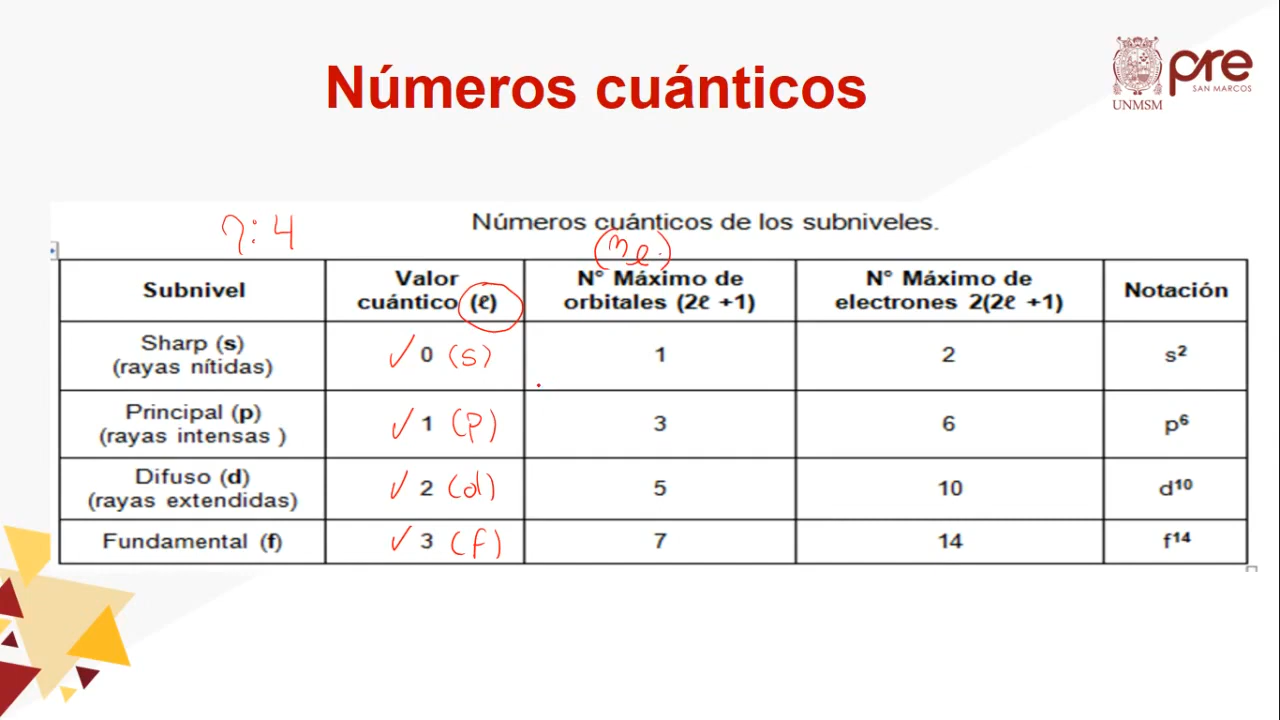 Números cuánticos
UNMSM
pre
SAN MARCOS
η: 4
Números cuánticos de los subniveles.
(mℓ)
Subnivel
Valor
cuántico (ℓ)
N° Máximo de
orbitales (2ℓ +1)
N° Máximo de
electrones 2(2ℓ +1)
Notación
Sharp (s)
(rayas nítidas)
✓ 0 (s)
1
2
s²
Principal (p)
(rayas intensas )
✓ 1 (p)
3
6
p⁶
Difuso (d)
(rayas extendidas)
✓ 2 (d)
5
10
d¹⁰
Fundamental (f)
✓ 3 (f)
7
14
f¹⁴